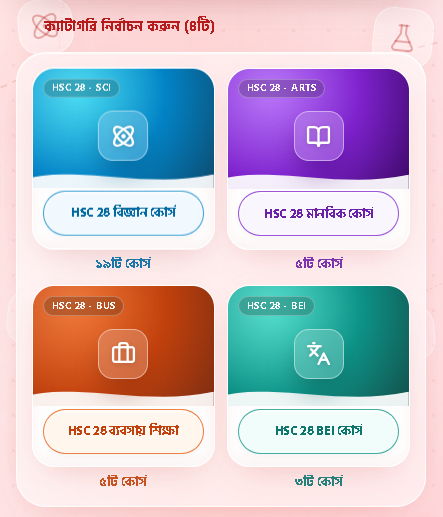 ক্যাটাগরি নির্বাচন করুন (৪টি)
HSC 28 - SCI
HSC 28 - ARTS
HSC 28 বিজ্ঞান কোর্স
HSC 28 মানবিক কোর্স
১৯টি কোর্স
৫টি কোর্স
HSC 28 - BUS
HSC 28 - BEI
HSC 28 ব্যবসায় শিক্ষা
HSC 28 BEI কোর্স
৫টি কোর্স
৩টি কোর্স